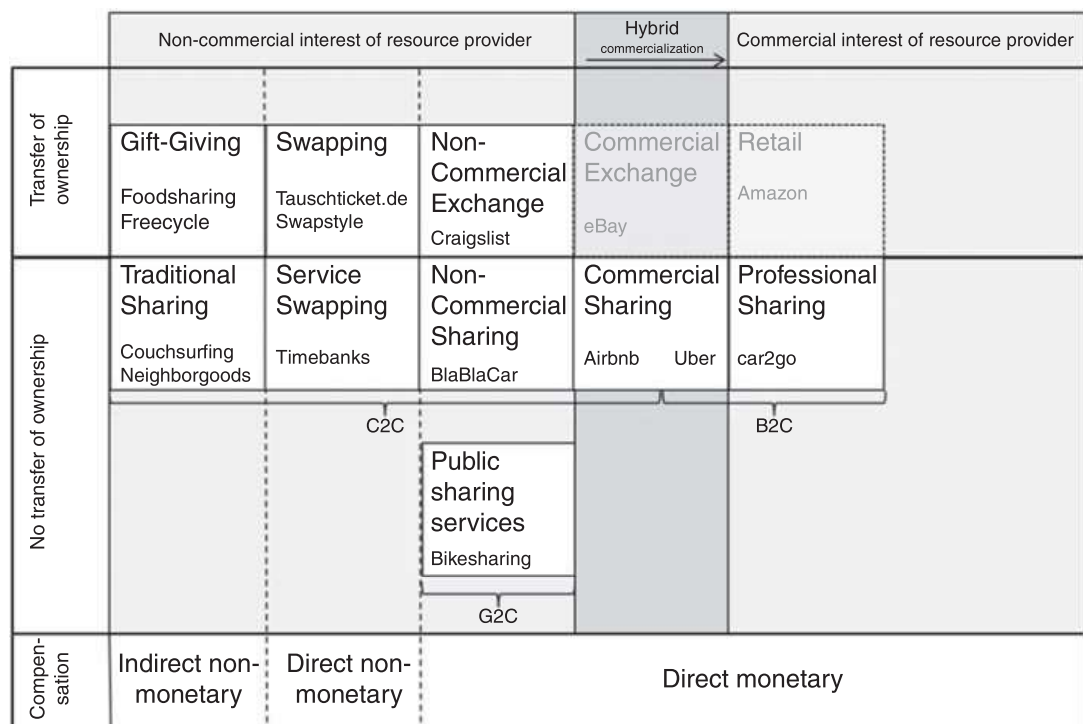 Non-commercial interest of resource provider
Hybrid
commercialization
Commercial interest of resource provider
Transfer of
ownership
Gift-Giving
Foodsharing
Freecycle
Swapping
Tauschticket.de
Swapstyle
Non-
Commercial
Exchange
Craigslist
Commercial
Exchange
eBay
Retail
Amazon
No transfer of ownership
Traditional
Sharing
Couchsurfing
Neighborgoods
Service
Swapping
Timebanks
Non-
Commercial
Sharing
BlaBlaCar
Commercial
Sharing
Airbnb Uber
Professional
Sharing
car2go
C2C
B2C
Public
sharing
services
Bikesharing
G2C
Compen-
sation
Indirect non-
monetary
Direct non-
monetary
Direct monetary